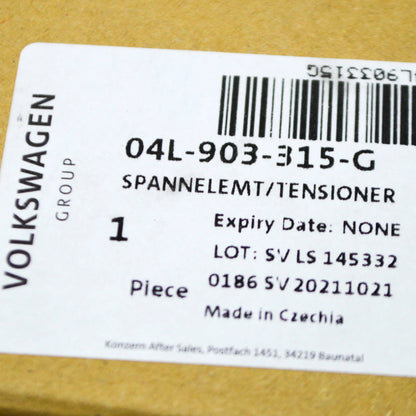 4L903315G
04L-903-315-G
SPANNELEMT/TENSIONER
1
Piece
Expiry Date: NONE
LOT: SV LS 145332
0186 SV 20211021
Made in Czechia
Konzern After Sales, Postfach 1451, 34219 Baunatal
VOLKSWAGEN
GROUP